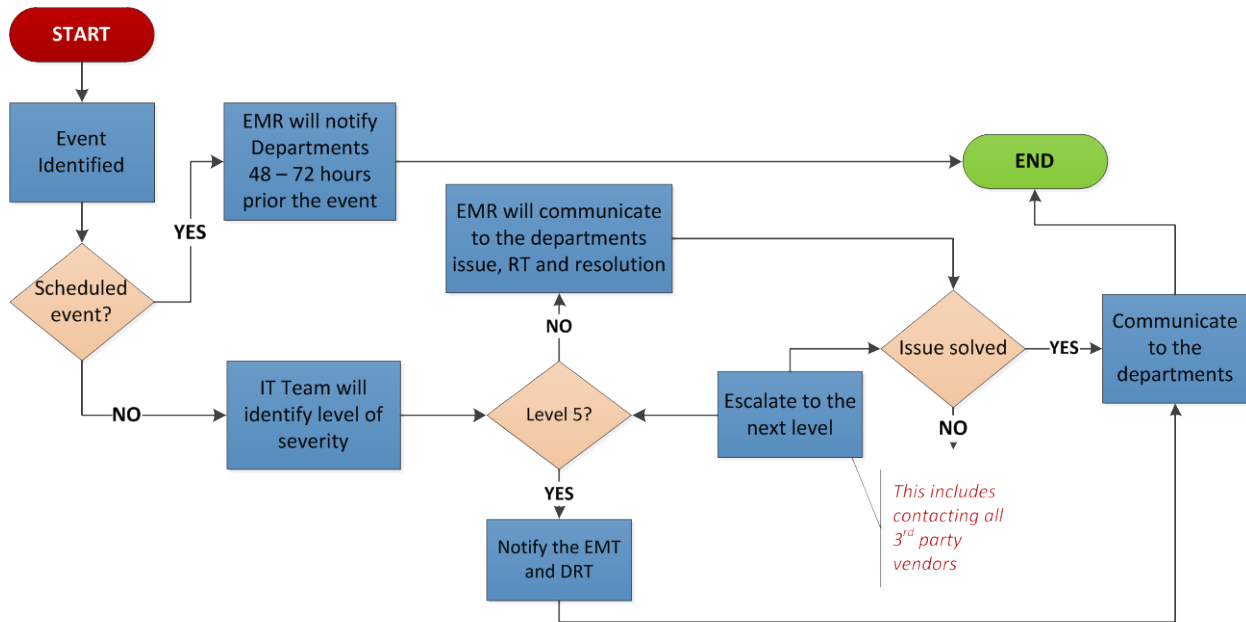 START
Event
Identified
EMR will notify
Departments
48 – 72 hours
prior the event
END
YES
EMR will communicate
to the departments
issue, RT and resolution
Scheduled
event?
NO
Issue solved
YES
Communicate
to the
departments
NO
IT Team will
identify level of
severity
Level 5?
Escalate to the
next level
NO
YES
This includes
contacting all
3rd party
vendors
Notify the EMT
and DRT